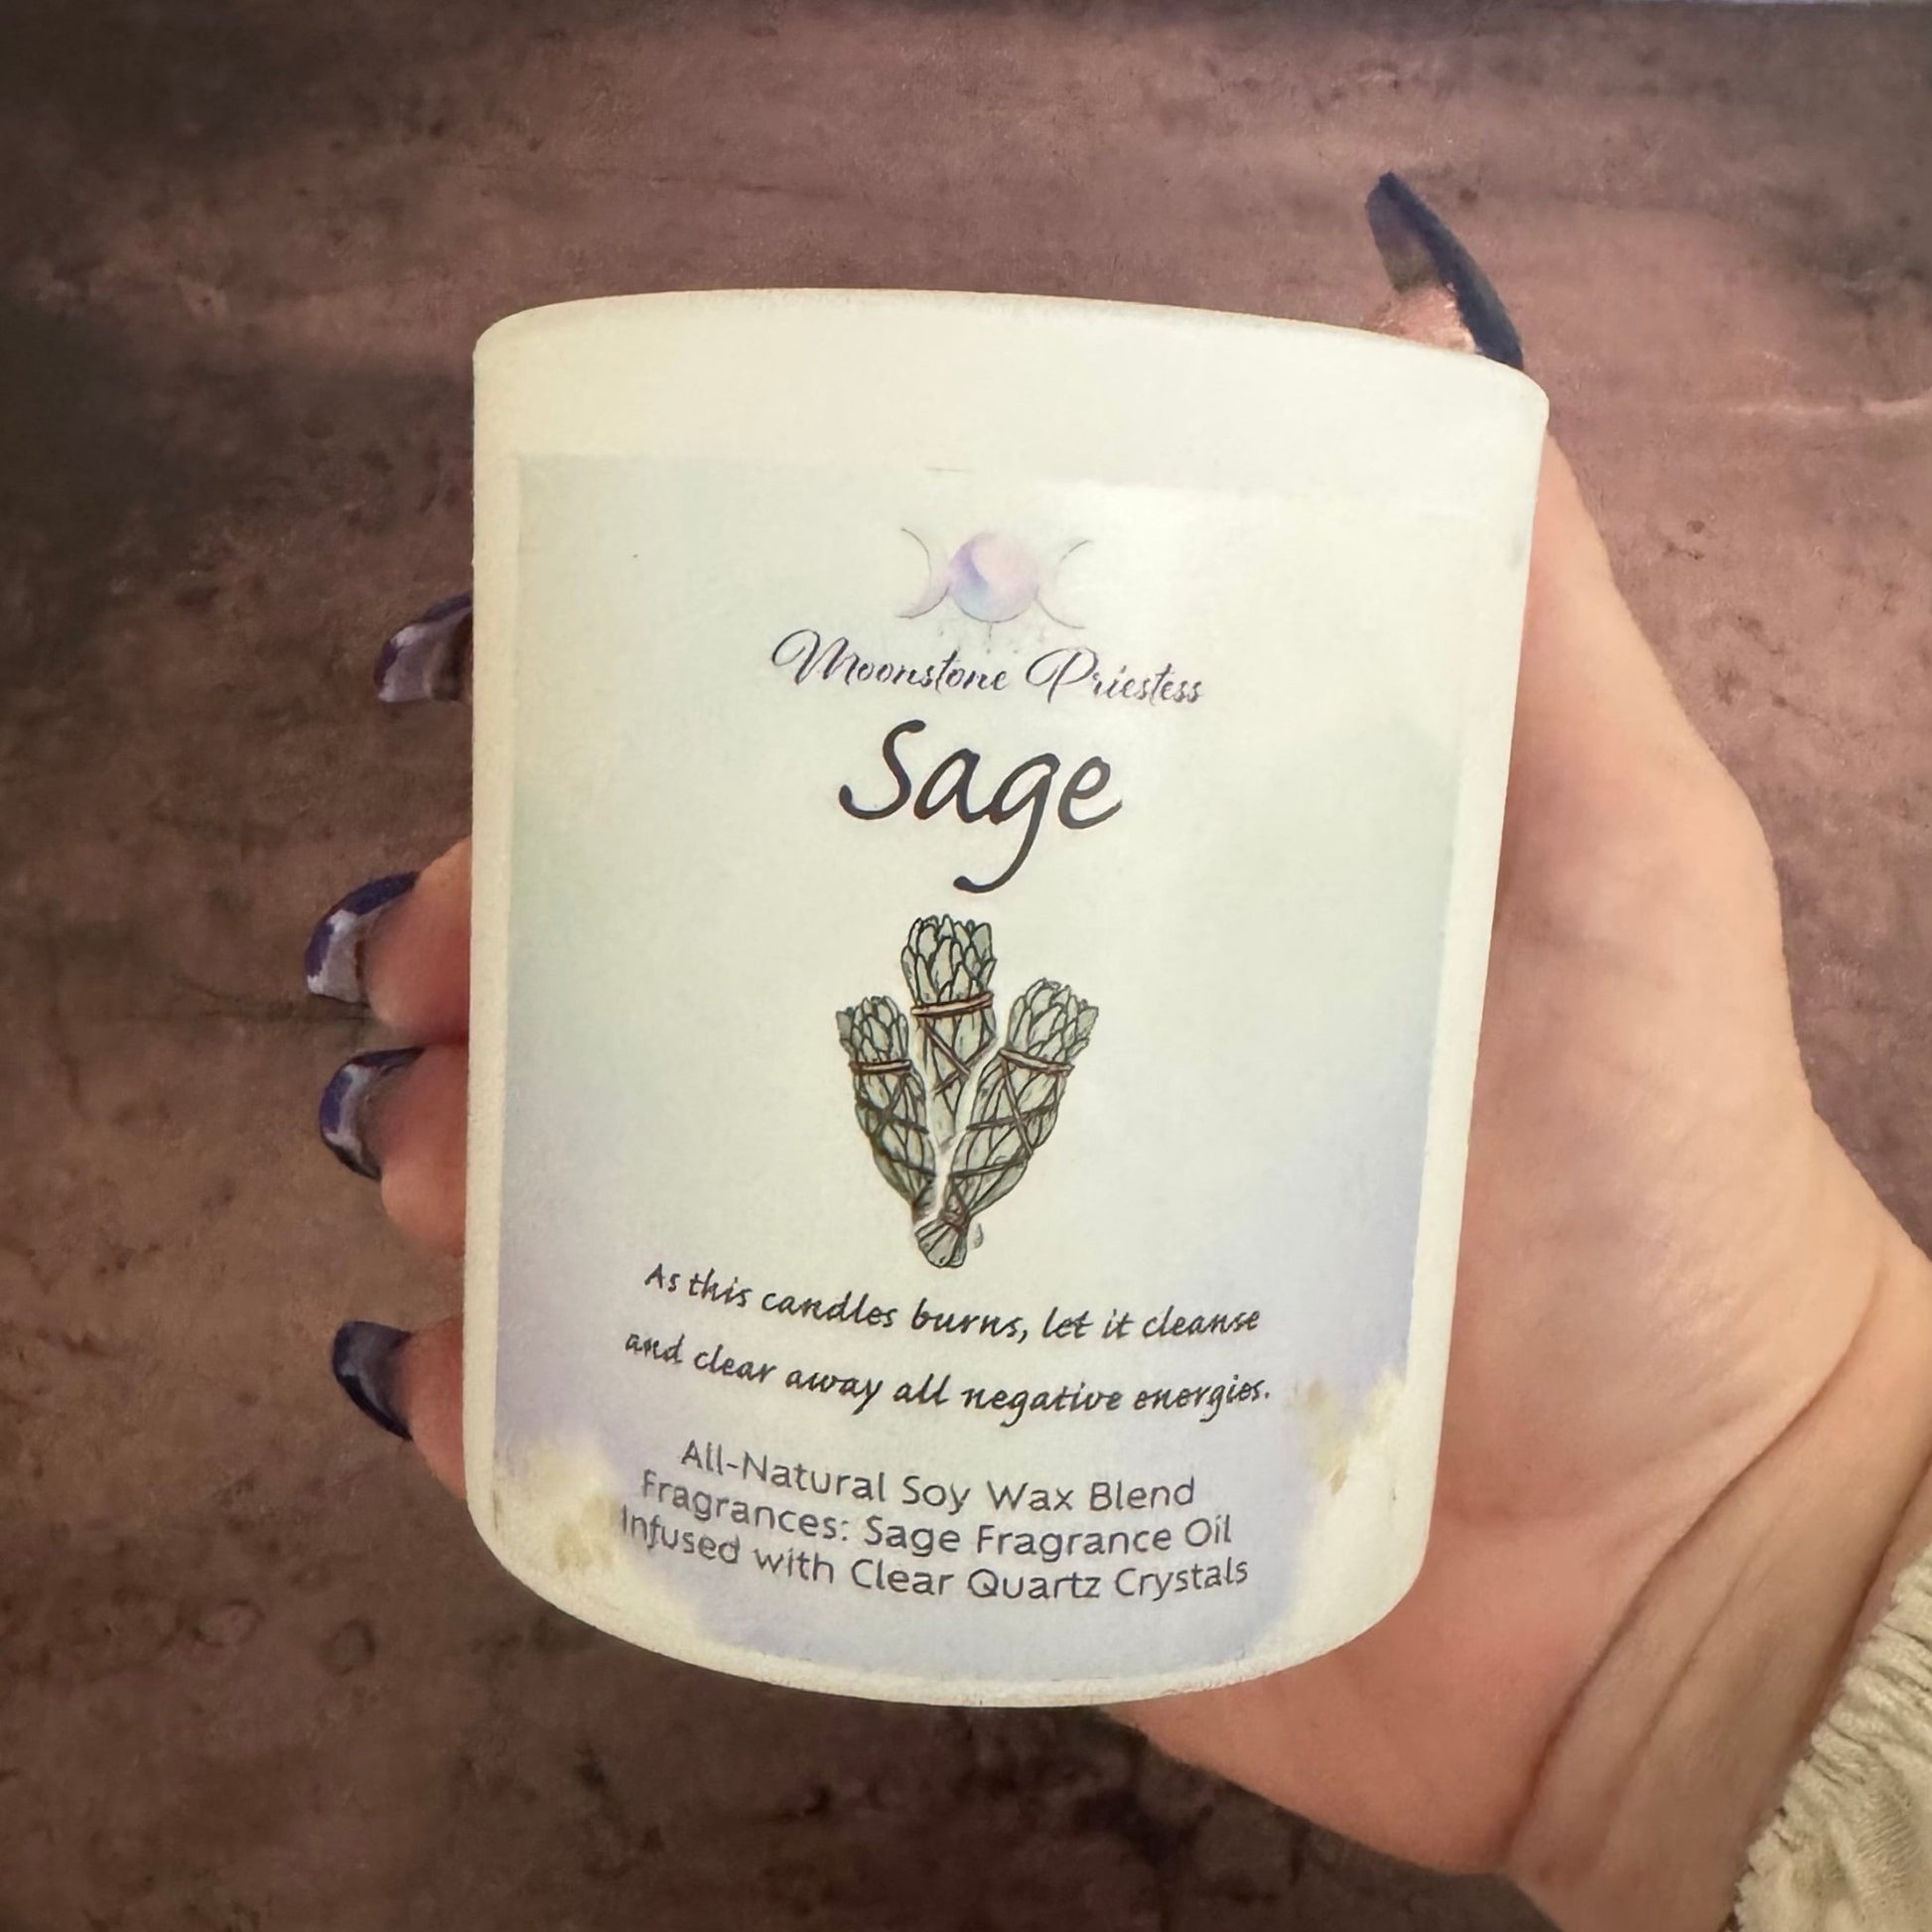 Moonstone Priestess
Sage
As this candles burns, let it cleanse
and clear away all negative energies.
All-Natural Soy Wax Blend
Fragrances: Sage Fragrance Oil
Infused with Clear Quartz Crystals